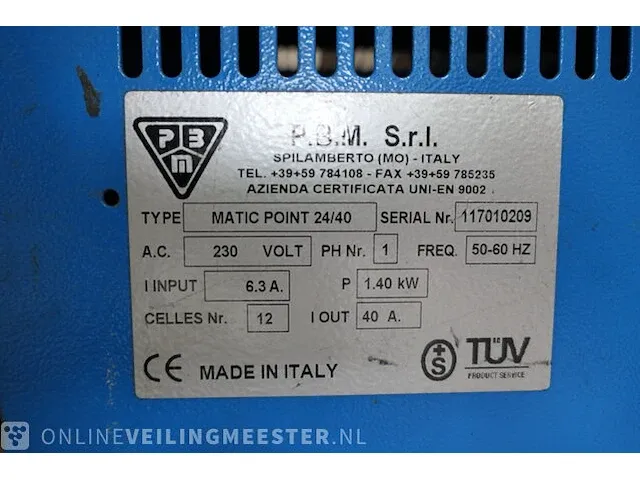 PBM
P.B.M. S.r.l.
SPILAMBERTO (MO) - ITALY
TEL. +39+59 784108 - FAX +39+59 785235
AZIENDA CERTIFICATA UNI-EN 9002
TYPE MATIC POINT 24/40 SERIAL Nr. 117010209
A.C. 230 VOLT PH Nr. 1 FREQ. 50-60 HZ
I INPUT 6.3 A. P 1.40 kW
CELLES Nr. 12 I OUT 40 A.
CE MADE IN ITALY +S TÜV
PRODUCT SERVICE
ONLINEVEILINGMEESTER.NL